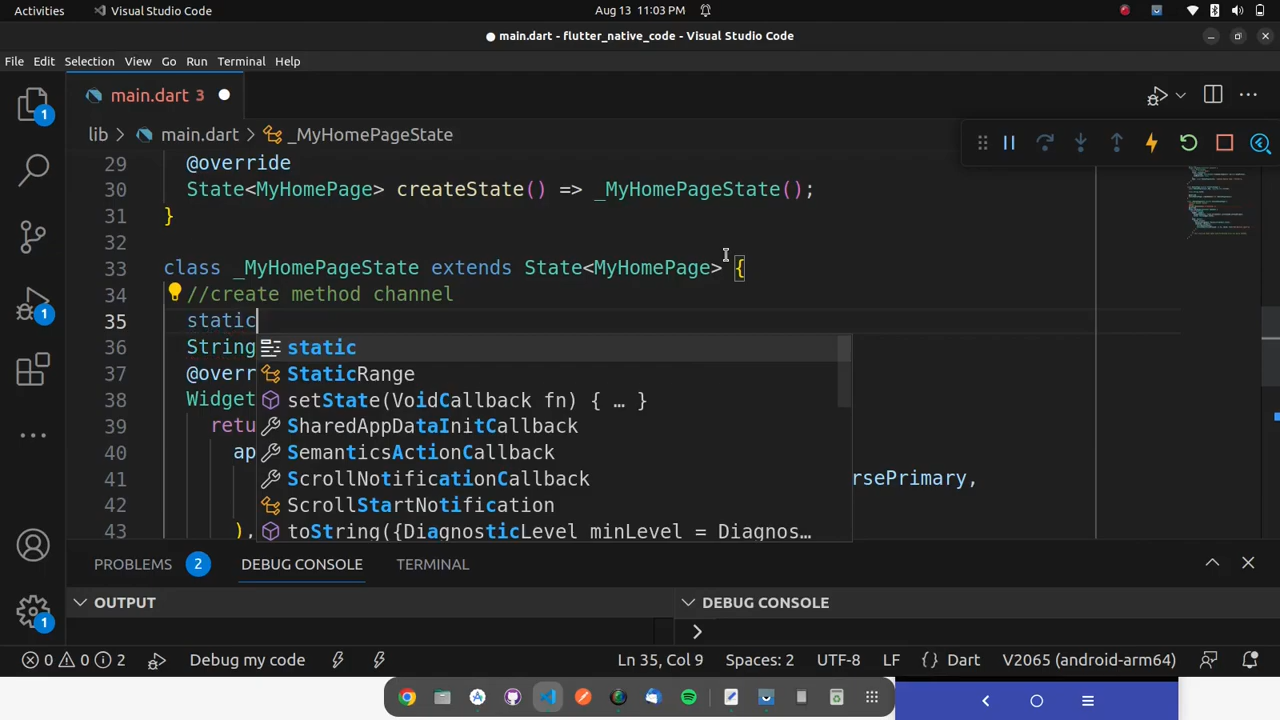 Activities
Visual Studio Code
Aug 13 11:03 PM
main.dart - flutter_native_code - Visual Studio Code
File Edit Selection View Go Run Terminal Help
main.dart 3
lib > main.dart > _MyHomePageState
29 @override
30 State<MyHomePage> createState() => _MyHomePageState();
31 }
32
33 class _MyHomePageState extends State<MyHomePage> {
34 //create method channel
35 static
36 String static
37 @overr StaticRange
38 Widget setState(VoidCallback fn) { … }
39 retu SharedAppDataInitCallback
40 ap SemanticsActionCallback
41 ScrollNotificationCallback rsePrimary,
42 ScrollStartNotification
43 ), toString({DiagnosticLevel minLevel = Diagnos…
PROBLEMS 2 DEBUG CONSOLE TERMINAL
OUTPUT
DEBUG CONSOLE
>
0 0 2 Debug my code Ln 35, Col 9 Spaces: 2 UTF-8 LF {} Dart V2065 (android-arm64)
1
1
1
1